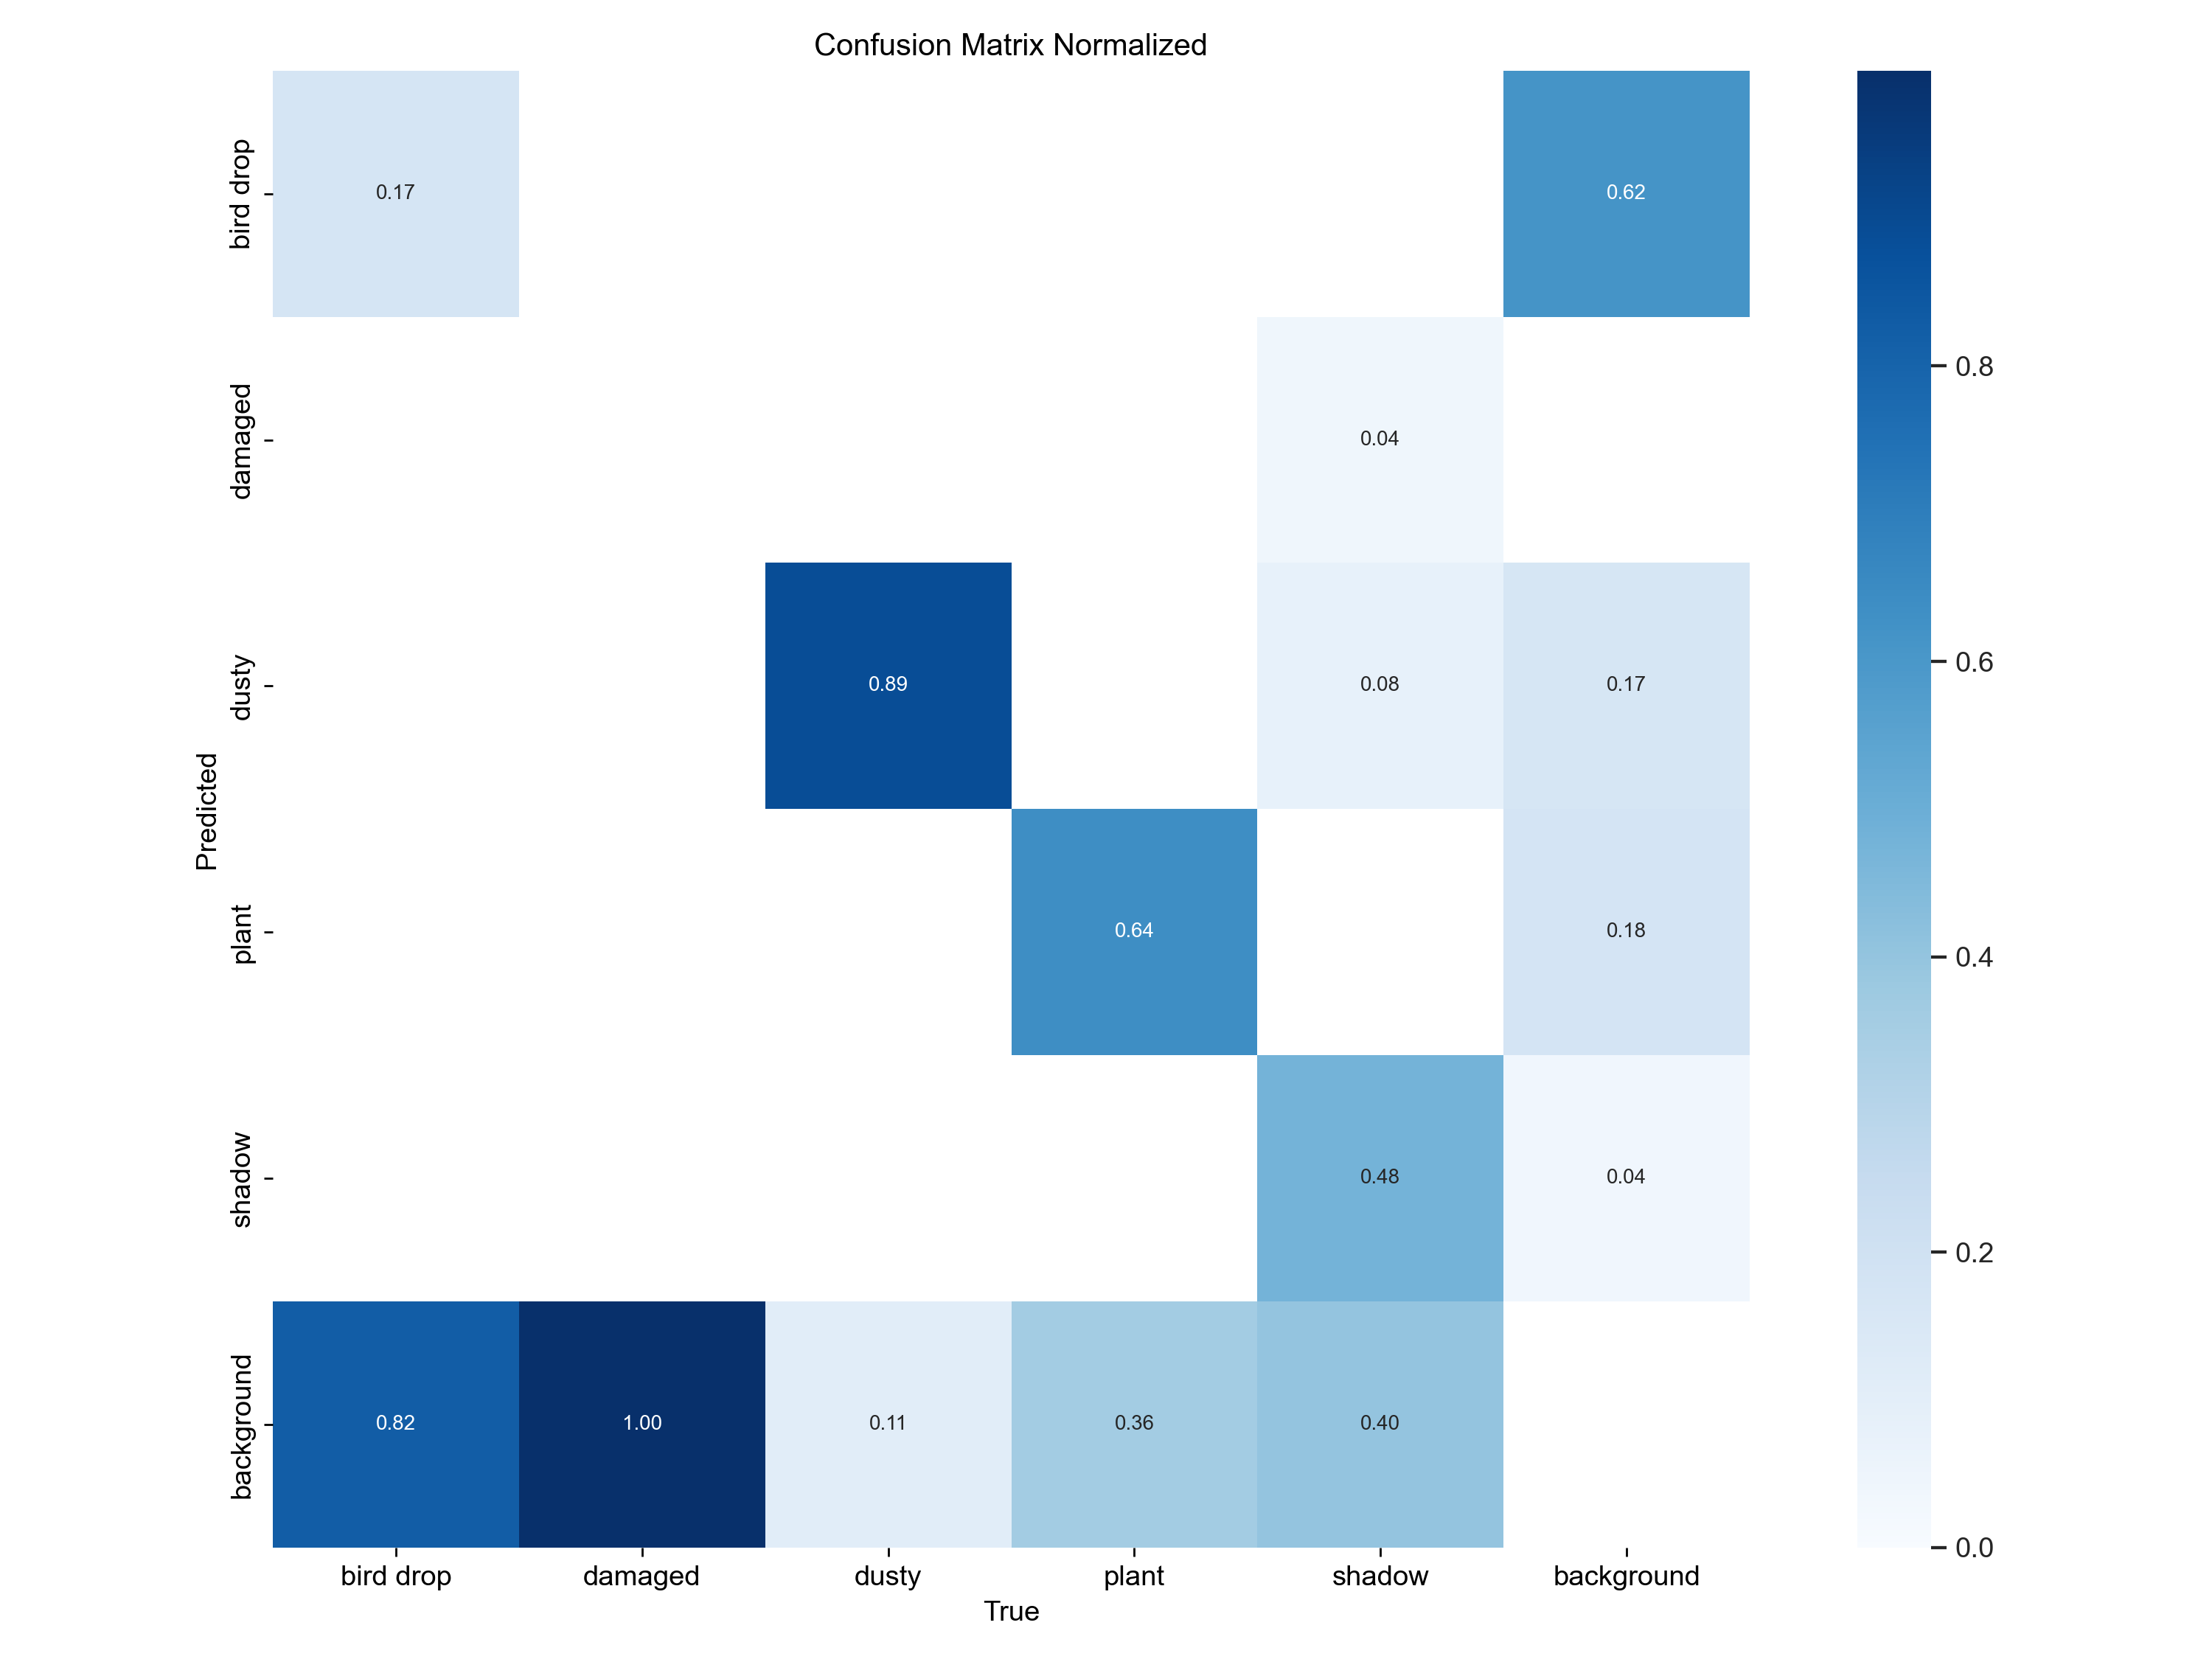 Confusion Matrix Normalized
bird drop
0.17
0.62
damaged
0.04
0.8
dusty
0.89
0.08
0.17
0.6
Predicted
plant
0.64
0.18
0.4
shadow
0.48
0.04
0.2
background
0.82
1.00
0.11
0.36
0.40
0.0
bird drop
damaged
dusty
plant
shadow
background
True